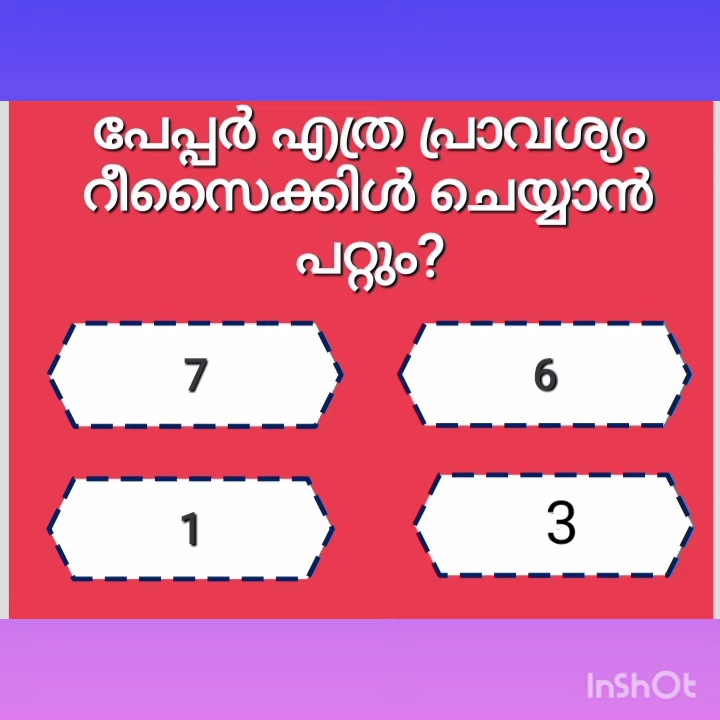 പേപ്പർ എത്ര പ്രാവശ്യം
റീസൈക്കിൾ ചെയ്യാൻ
പറ്റും?
7
6
1
3
InShOt